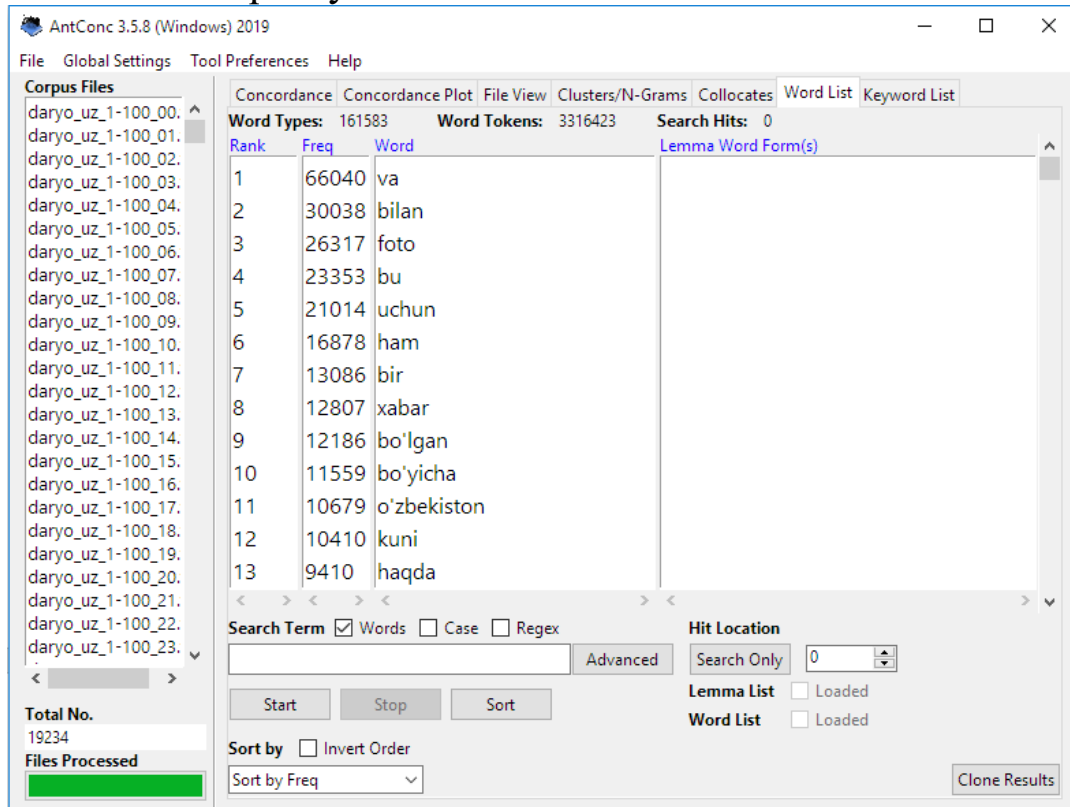 AntConc 3.5.8 (Windows) 2019
File Global Settings Tool Preferences Help
Corpus Files
daryo_uz_1-100_00.
daryo_uz_1-100_01.
daryo_uz_1-100_02.
daryo_uz_1-100_03.
daryo_uz_1-100_04.
daryo_uz_1-100_05.
daryo_uz_1-100_06.
daryo_uz_1-100_07.
daryo_uz_1-100_08.
daryo_uz_1-100_09.
daryo_uz_1-100_10.
daryo_uz_1-100_11.
daryo_uz_1-100_12.
daryo_uz_1-100_13.
daryo_uz_1-100_14.
daryo_uz_1-100_15.
daryo_uz_1-100_16.
daryo_uz_1-100_17.
daryo_uz_1-100_18.
daryo_uz_1-100_19.
daryo_uz_1-100_20.
daryo_uz_1-100_21.
daryo_uz_1-100_22.
daryo_uz_1-100_23.
Total No.
19234
Files Processed
Concordance Concordance Plot File View Clusters/N-Grams Collocates Word List Keyword List
Word Types: 161583 Word Tokens: 3316423 Search Hits: 0
Rank Freq Word Lemma Word Form(s)
1 66040 va
2 30038 bilan
3 26317 foto
4 23353 bu
5 21014 uchun
6 16878 ham
7 13086 bir
8 12807 xabar
9 12186 bo'lgan
10 11559 bo'yicha
11 10679 o'zbekiston
12 10410 kuni
13 9410 haqda
Search Term Words Case Regex Hit Location
Advanced Search Only 0
Start Stop Sort Lemma List Loaded
Word List Loaded
Sort by Invert Order
Sort by Freq Clone Results